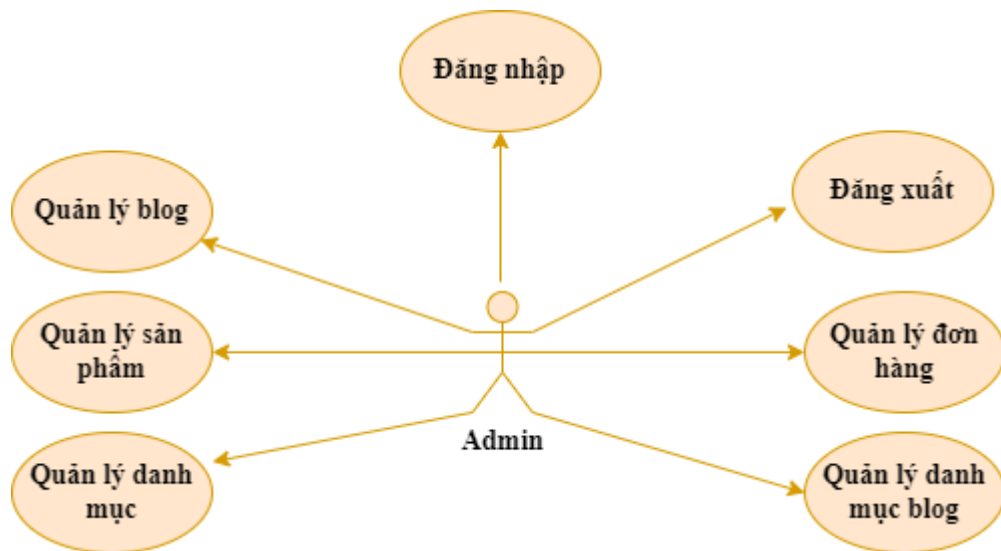 Đăng nhập
Quản lý blog
Đăng xuất
Quản lý sản
phẩm
Quản lý đơn
hàng
Admin
Quản lý danh
mục
Quản lý danh
mục blog